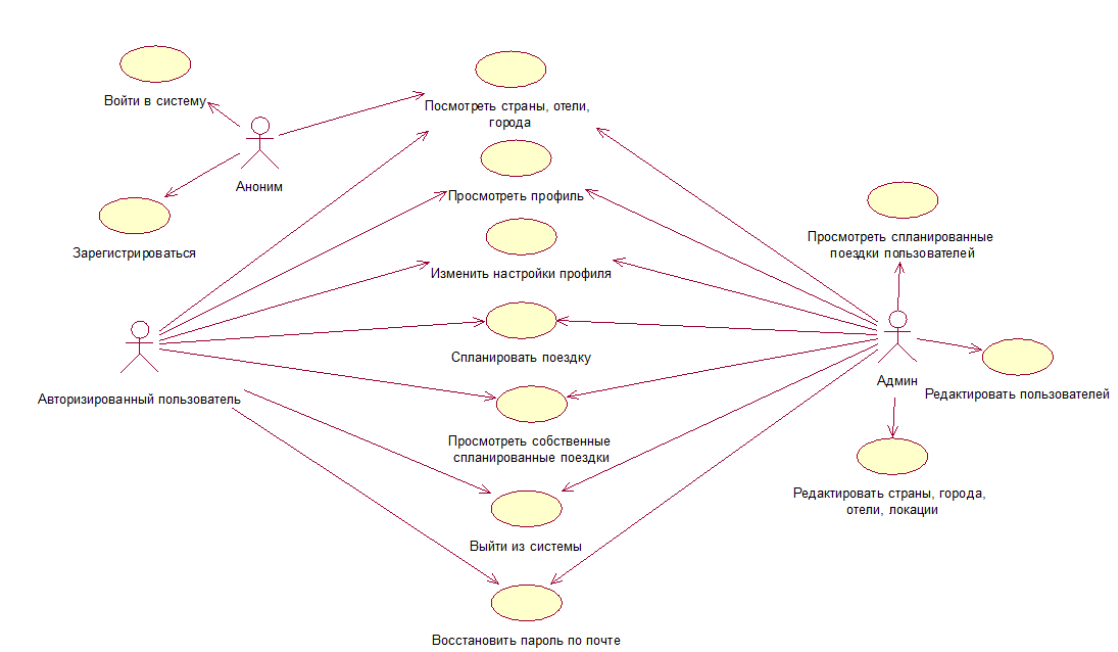 Войти в систему
Посмотреть страны, отели,
города
Аноним
Просмотреть профиль
Зарегистрироваться
Просмотреть спланированные
поездки пользователей
Изменить настройки профиля
Спланировать поездку
Авторизированный пользователь
Админ
Редактировать пользователей
Просмотреть собственные
спланированные поездки
Редактировать страны, города,
отели, локации
Выйти из системы
Восстановить пароль по почте